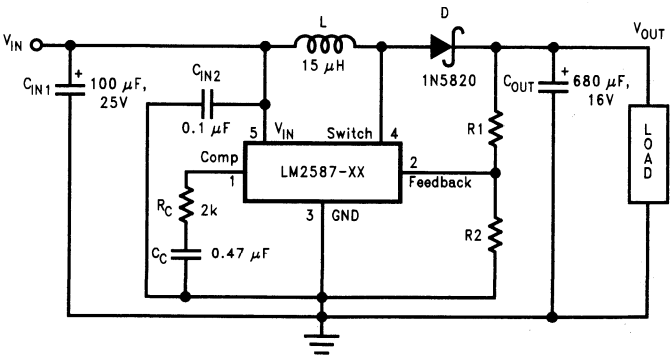 D
L
V_IN
V_OUT
C_IN1
+
100 μF,
25V
C_IN2
0.1 μF
15 μH
1N5820
C_OUT
+
680 μF,
16V
R1
LOAD
5
V_IN
Switch
4
Comp
1
LM2587-XX
2
Feedback
R_C
2k
3
GND
R2
C_C
0.47 μF